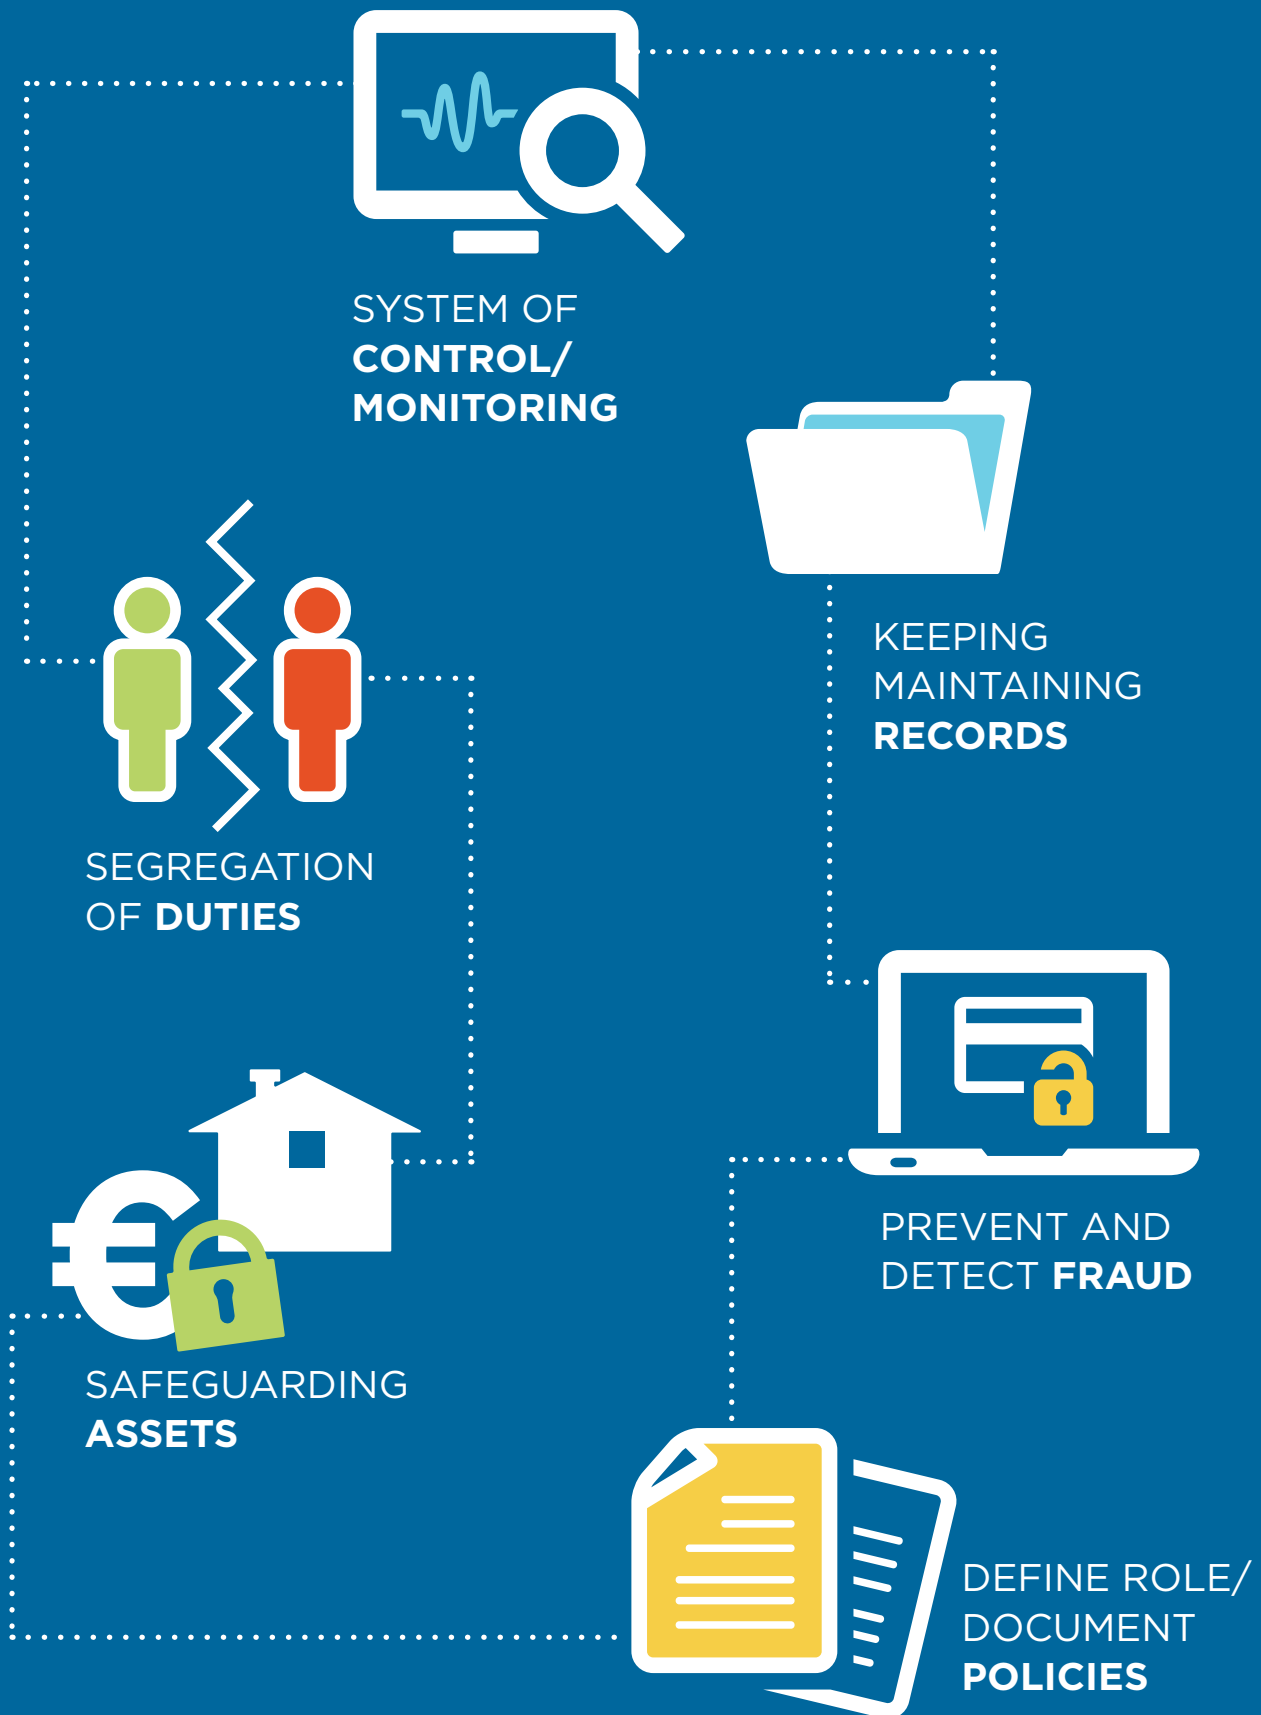 SYSTEM OF
CONTROL/
MONITORING
KEEPING
MAINTAINING
RECORDS
SEGREGATION
OF DUTIES
PREVENT AND
DETECT FRAUD
SAFEGUARDING
ASSETS
DEFINE ROLE/
DOCUMENT
POLICIES